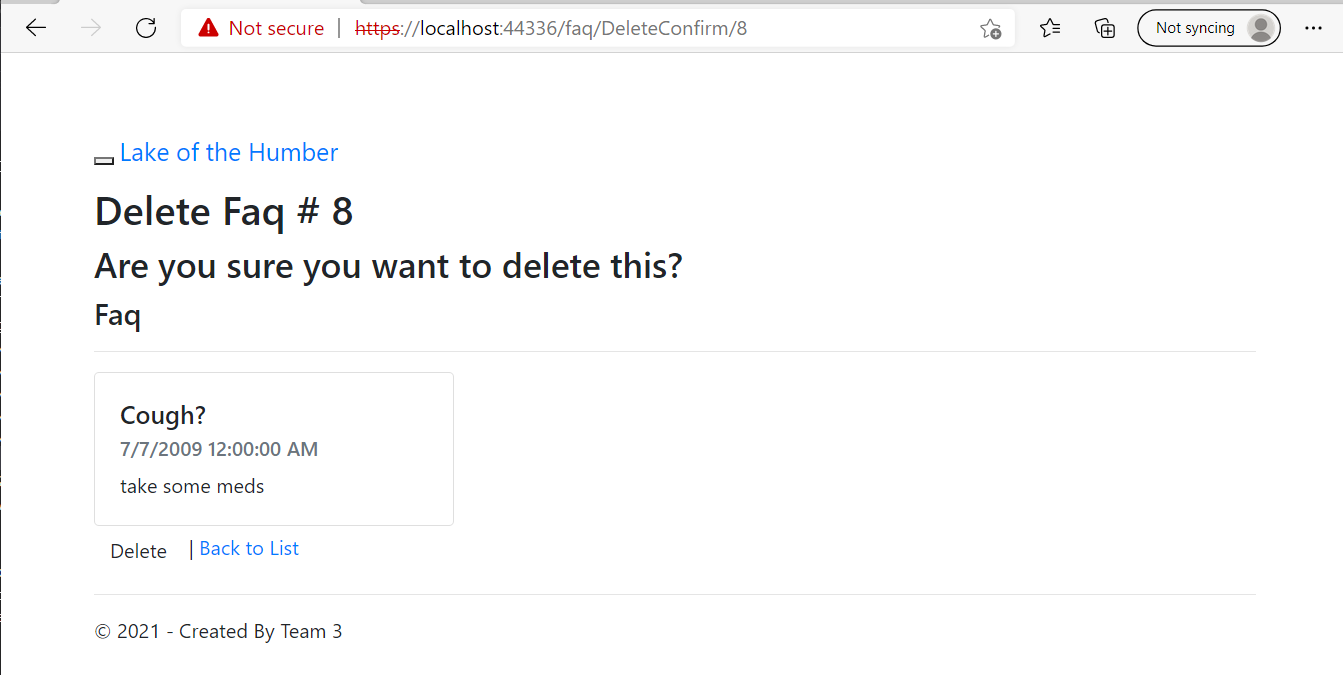 Not secure | https://localhost:44336/faq/DeleteConfirm/8 Not syncing
Lake of the Humber
Delete Faq # 8
Are you sure you want to delete this?
Faq
Cough?
7/7/2009 12:00:00 AM
take some meds
Delete | Back to List
© 2021 - Created By Team 3